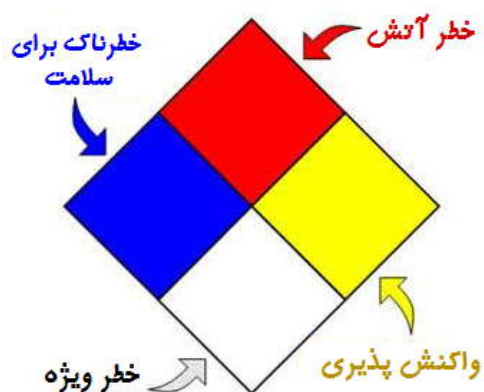 خطر آتش
خطرناک برای
سلامت
واکنش پذیری
خطر ویژه